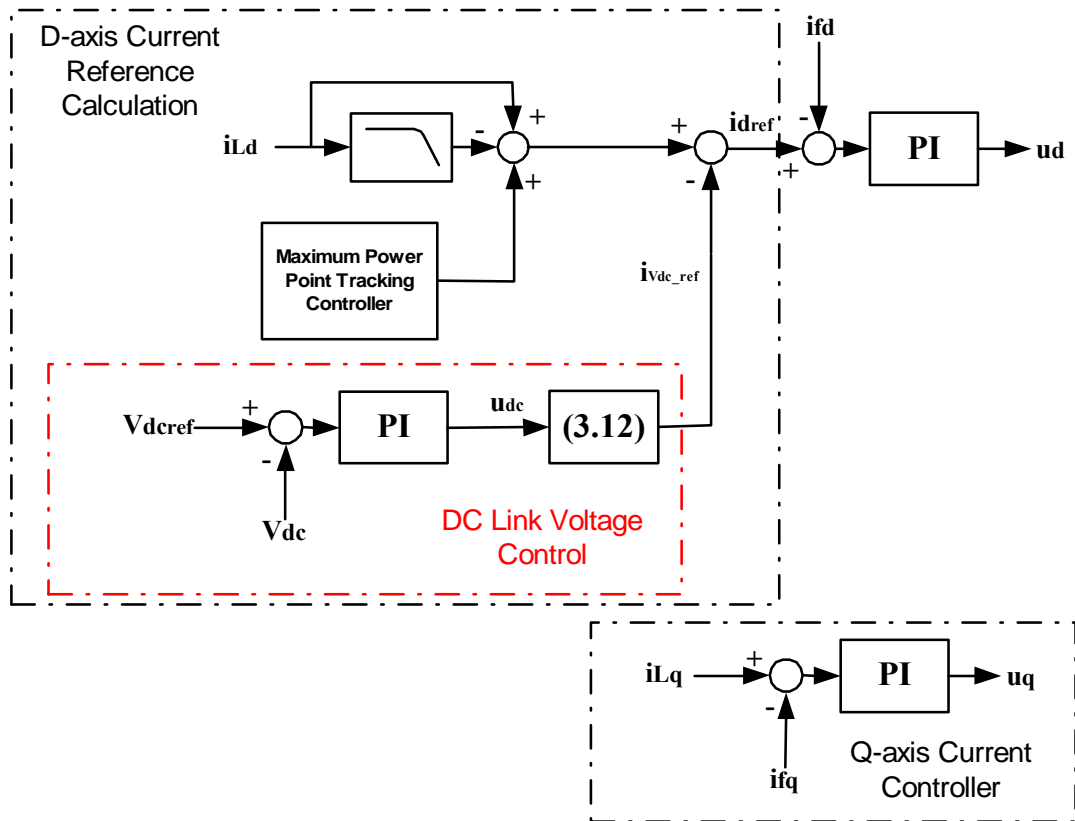 D-axis Current
Reference
Calculation
ifd
-
+
iLd
-
+
+
+
-
idref
+
PI
ud
Maximum Power
Point Tracking
Controller
iVdc_ref
Vdcref
+
-
PI
udc
(3.12)
Vdc
DC Link Voltage
Control
iLq
+
-
PI
uq
ifq
Q-axis Current
Controller